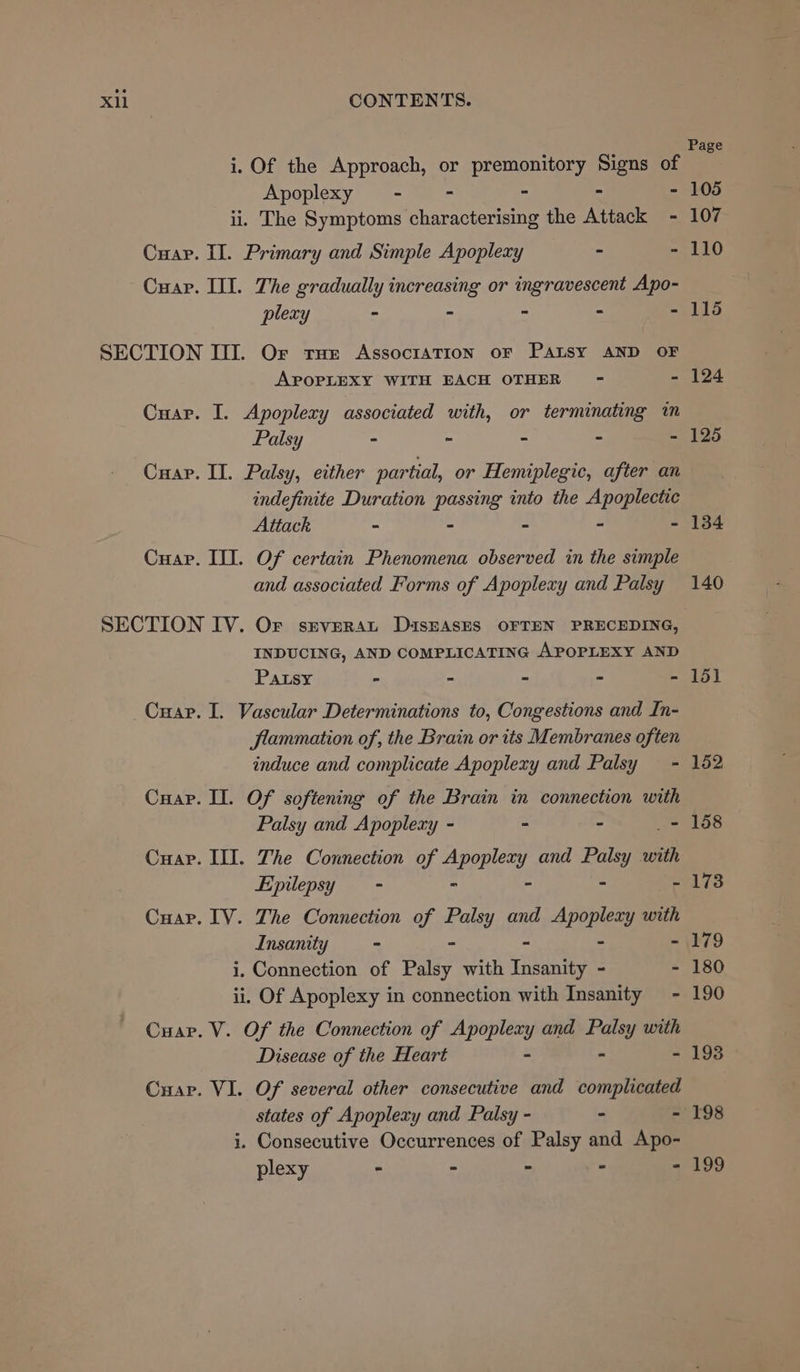 xii CONTENTS.
Page
i. Of the Approach, or premonitory Signs of
Apoplexy - - - - - 105
ii. The Symptoms characterising the Attack - 107
Chap. II. Primary and Simple Apoplexy - - 110
Chap. III. The gradually increasing or ingravescent Apo-
plexy - - - - - 115
SECTION III. Of the Association of Palsy and of
Apoplexy with each other - - 124
Chap. I. Apoplexy associated with, or terminating in
Palsy - - - - - 125
Chap. II. Palsy, either partial, or Hemiplegic, after an
indefinite Duration passing into the Apoplectic
Attack - - - - - 134
Chap. III. Of certain Phenomena observed in the simple
and associated Forms of Apoplexy and Palsy 140
SECTION IV. Of several Diseases often preceding,
inducing, and complicating Apoplexy and
Palsy - - - - - 151
Chap. I. Vascular Determinations to, Congestions and In-
flammation of, the Brain or its Membranes often
induce and complicate Apoplexy and Palsy - 152
Chap. II. Of softening of the Brain in connection with
Palsy and Apoplexy - - - - 158
Chap. III. The Connection of Apoplexy and Palsy with
Epilepsy - - - - - 173
Chap. IV. The Connection of Palsy and Apoplexy with
Insanity - - - - - 179
i. Connection of Palsy with Insanity - - 180
ii. Of Apoplexy in connection with Insanity - 190
Chap. V. Of the Connection of Apoplexy and Palsy with
Disease of the Heart - - - 193
Chap. VI. Of several other consecutive and complicated
states of Apoplexy and Palsy - - - 198
i. Consecutive Occurrences of Palsy and Apo-
plexy - - - - - 199